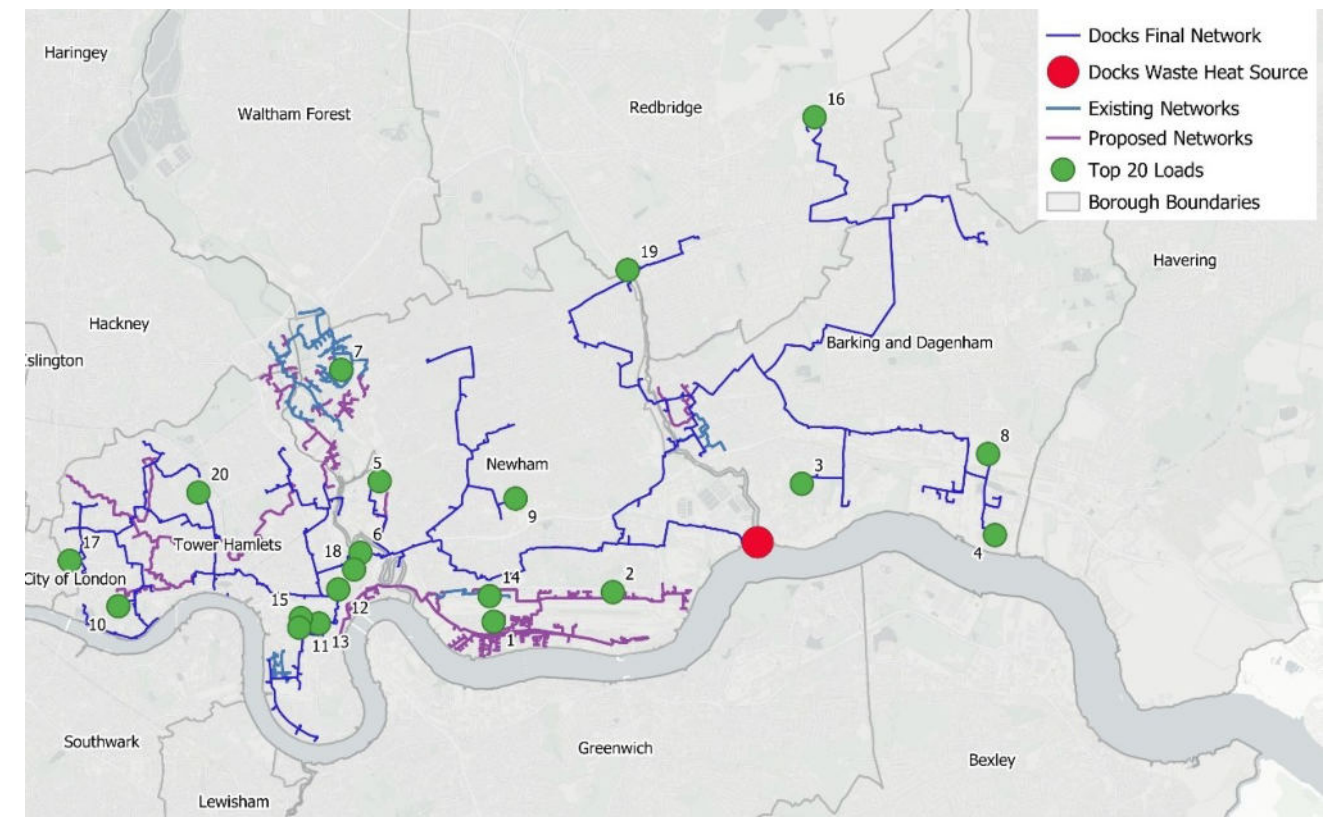 Haringey
Waltham Forest
Redbridge
16
Docks Final Network
Docks Waste Heat Source
Existing Networks
Proposed Networks
Top 20 Loads
Borough Boundaries
Havering
19
Hackney
slington
7
Barking and Dagenham
8
5
3
Newham
20
9
6
4
17
Tower Hamlets
18
City of London
14
2
15
12
10
11
13
1
Southwark
Greenwich
Bexley
Lewisham